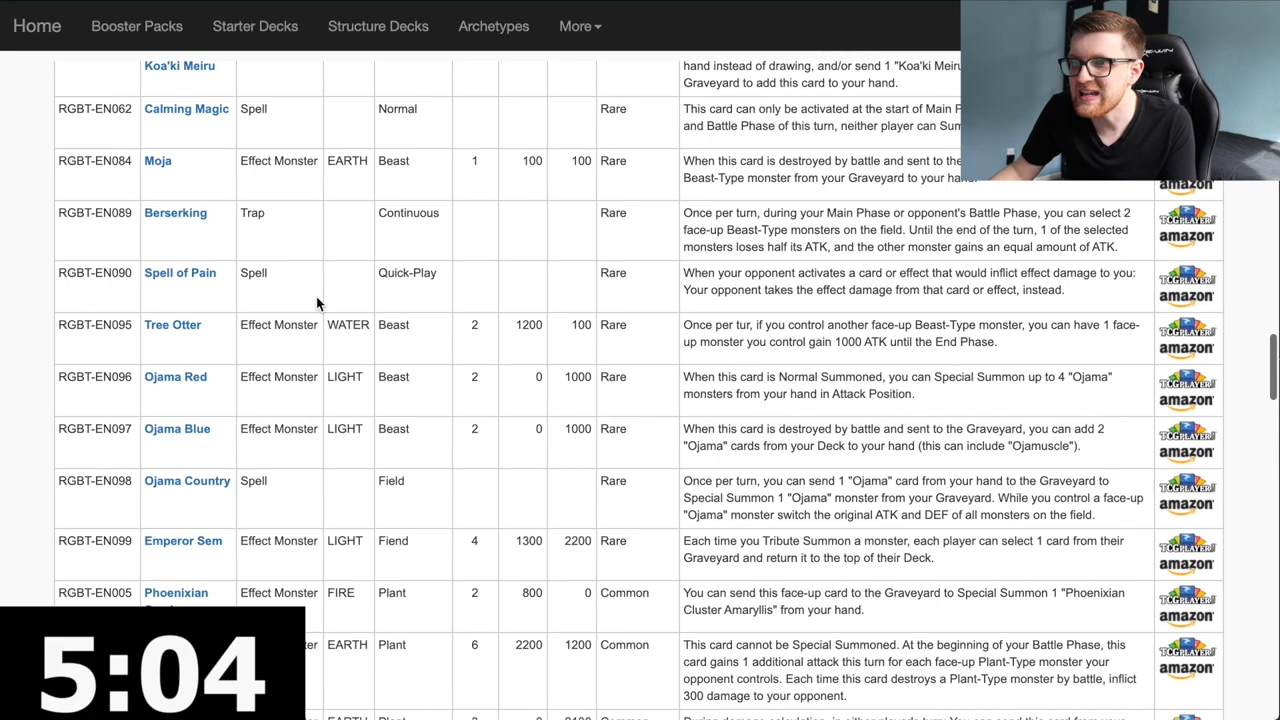 Home Booster Packs Starter Decks Structure Decks Archetypes More
Koa'ki Meiru
hand instead of drawing, and/or send 1 "Koa'ki Meiru
Graveyard to add this card to your hand.
RGBT-EN062 Calming Magic Spell Normal Rare This card can only be activated at the start of Main
and Battle Phase of this turn, neither player can
amazon
RGBT-EN084 Moja Effect Monster EARTH Beast 1 100 100 Rare When this card is destroyed by battle and sent to the
Beast-Type monster from your Graveyard to your
RGBT-EN089 Berserking Trap Continuous Rare Once per turn, during your Main Phase or opponent's Battle Phase, you can select 2
face-up Beast-Type monsters on the field. Until the end of the turn, 1 of the selected
monsters loses half its ATK, and the other monster gains an equal amount of ATK.
TCGPLAYER
amazon
RGBT-EN090 Spell of Pain Spell Quick-Play Rare When your opponent activates a card or effect that would inflict effect damage to you:
Your opponent takes the effect damage from that card or effect, instead.
TCGPLAYER
amazon
RGBT-EN095 Tree Otter Effect Monster WATER Beast 2 1200 100 Rare Once per tur, if you control another face-up Beast-Type monster, you can have 1 face-
up monster you control gain 1000 ATK until the End Phase.
TCGPLAYER
amazon
RGBT-EN096 Ojama Red Effect Monster LIGHT Beast 2 0 1000 Rare When this card is Normal Summoned, you can Special Summon up to 4 "Ojama"
monsters from your hand in Attack Position.
TCGPLAYER
amazon
RGBT-EN097 Ojama Blue Effect Monster LIGHT Beast 2 0 1000 Rare When this card is destroyed by battle and sent to the Graveyard, you can add 2
"Ojama" cards from your Deck to your hand (this can include "Ojamuscle").
TCGPLAYER
amazon
RGBT-EN098 Ojama Country Spell Field Rare Once per turn, you can send 1 "Ojama" card from your hand to the Graveyard to
Special Summon 1 "Ojama" monster from your Graveyard. While you control a face-up
"Ojama" monster switch the original ATK and DEF of all monsters on the field.
TCGPLAYER
amazon
RGBT-EN099 Emperor Sem Effect Monster LIGHT Fiend 4 1300 2200 Rare Each time you Tribute Summon a monster, each player can select 1 card from their
Graveyard and return it to the top of their Deck.
TCGPLAYER
amazon
RGBT-EN005 Phoenixian Effect Monster FIRE Plant 2 800 0 Common You can send this face-up card to the Graveyard to Special Summon 1 "Phoenixian
Cluster Amaryllis" from your hand.
TCGPLAYER
amazon
EARTH Plant 2200 1200 Common This card cannot be Special Summoned. At the beginning of your Battle Phase, this
card gains 1 additional attack this turn for each face-up Plant-Type monster your
opponent controls. Each time this card destroys a Plant-Type monster by battle, inflict
300 damage to your opponent.
TCGPLAYER
amazon
5:04